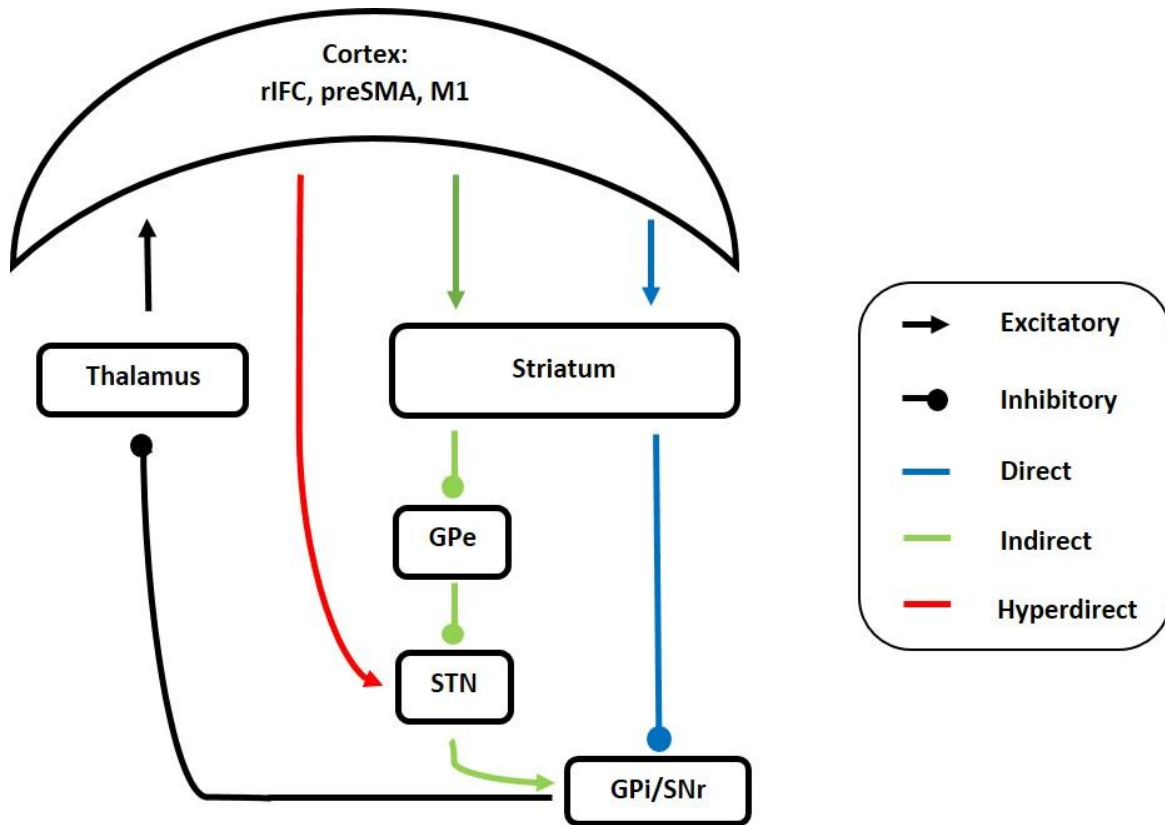 Cortex:
rIFC, preSMA, M1
Thalamus
Striatum
GPe
STN
GPi/SNr
Excitatory
Inhibitory
Direct
Indirect
Hyperdirect